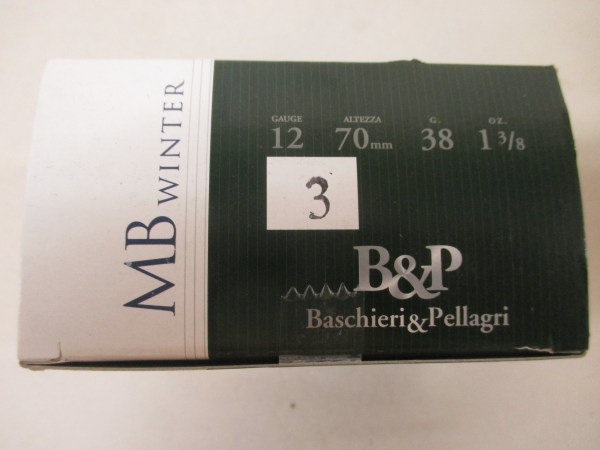 MB WINTER
GAUGE ALTEZZA G. OZ.
12 70mm 38 1 3/8
3
B&P
Baschieri&Pellagri